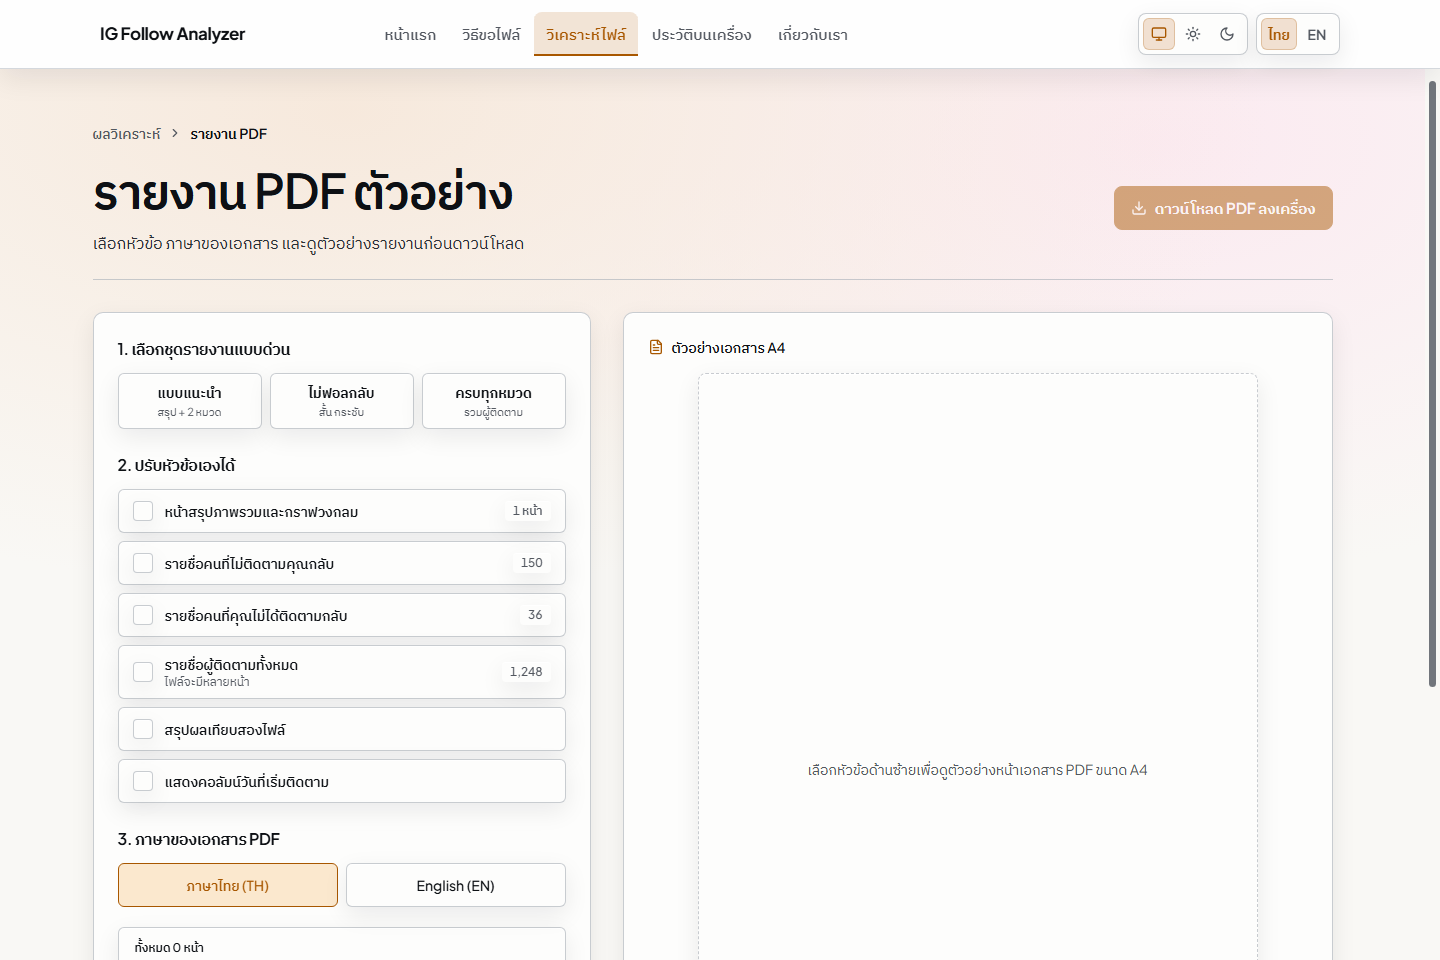 IG Follow Analyzer
หน้าแรก
วิธีขอไฟล์
วิเคราะห์ไฟล์
ประวัติบนเครื่อง
เกี่ยวกับเรา
ไทย
EN
ผลวิเคราะห์
รายงาน PDF
รายงาน PDF ตัวอย่าง
ดาวน์โหลด PDF ลงเครื่อง
เลือกหัวข้อ ภาษาของเอกสาร และดูตัวอย่างรายงานก่อนดาวน์โหลด
1. เลือกชุดรายงานแบบด่วน
แบบแนะนำ
สรุป + 2 หมวด
ไม่ฟอลกลับ
สั้น กระชับ
ครบทุกหมวด
รวมผู้ติดตาม
2. ปรับหัวข้อเองได้
หน้าสรุปภาพรวมและกราฟวงกลม
1 หน้า
รายชื่อคนที่ไม่ติดตามคุณกลับ
150
รายชื่อคนที่คุณไม่ได้ติดตามกลับ
36
รายชื่อผู้ติดตามทั้งหมด
ไฟล์จะมีหลายหน้า
1,248
สรุปผลเทียบสองไฟล์
แสดงคอลัมน์วันที่เริ่มติดตาม
3. ภาษาของเอกสาร PDF
ภาษาไทย (TH)
English (EN)
ทั้งหมด 0 หน้า
ตัวอย่างเอกสาร A4
เลือกหัวข้อด้านซ้ายเพื่อดูตัวอย่างหน้าเอกสาร PDF ขนาด A4